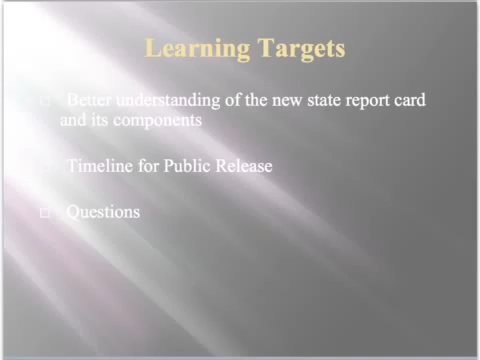 Learning Targets
Better understanding of the new state report card
and its components
Timeline for Public Release
Questions